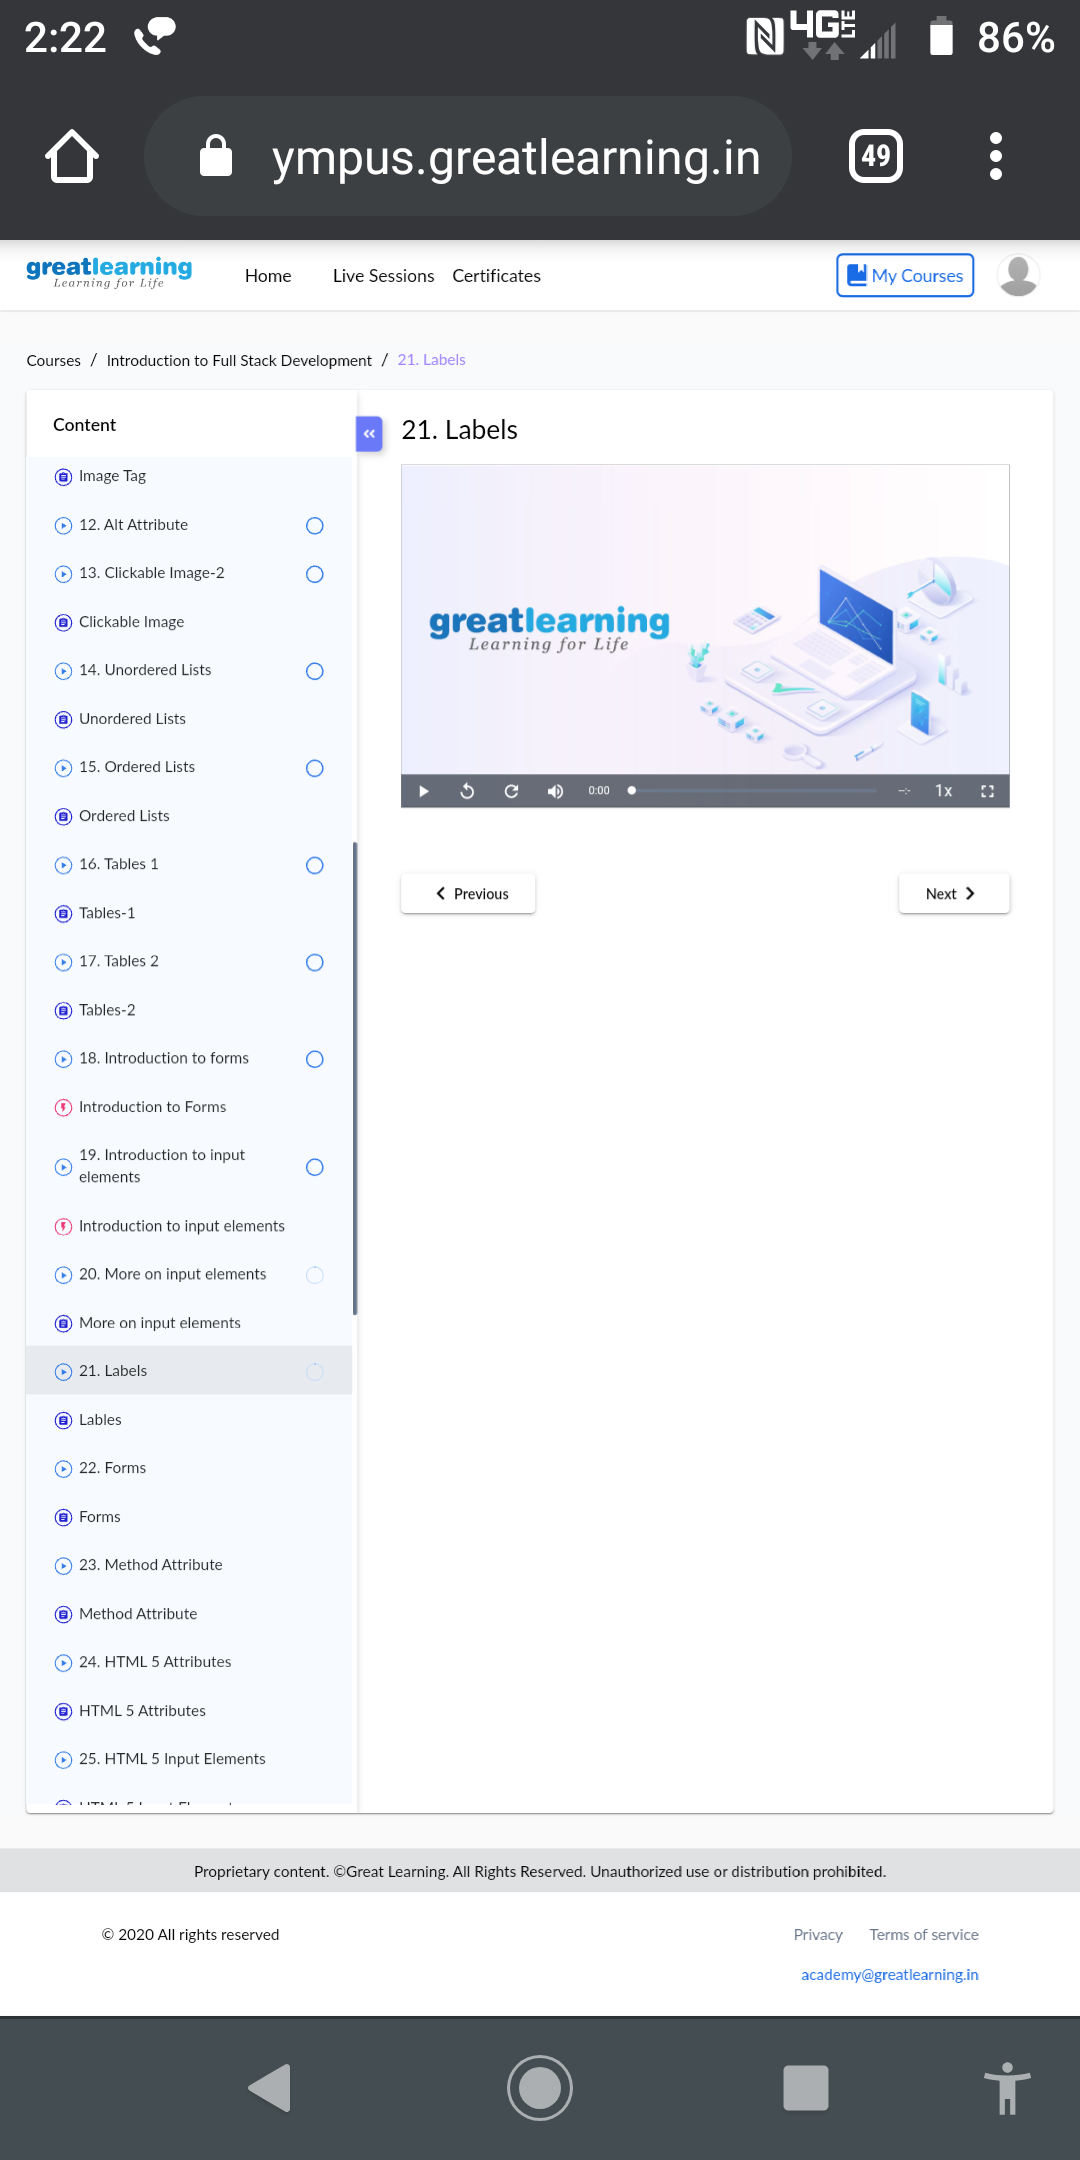 2:22
4G LTE
86%
ympus.greatlearning.in
49
greatlearning
Learning for Life
Home
Live Sessions
Certificates
My Courses
Courses / Introduction to Full Stack Development / 21. Labels
Content
Image Tag
12. Alt Attribute
13. Clickable Image-2
Clickable Image
14. Unordered Lists
Unordered Lists
15. Ordered Lists
Ordered Lists
16. Tables 1
Tables-1
17. Tables 2
Tables-2
18. Introduction to forms
Introduction to Forms
19. Introduction to input
elements
Introduction to input elements
20. More on input elements
More on input elements
21. Labels
Lables
22. Forms
Forms
23. Method Attribute
Method Attribute
24. HTML 5 Attributes
HTML 5 Attributes
25. HTML 5 Input Elements
21. Labels
greatlearning
Learning for Life
0:00
--:-
1x
Previous
Next
Proprietary content. ©Great Learning. All Rights Reserved. Unauthorized use or distribution prohibited.
© 2020 All rights reserved
Privacy
Terms of service
academy@greatlearning.in